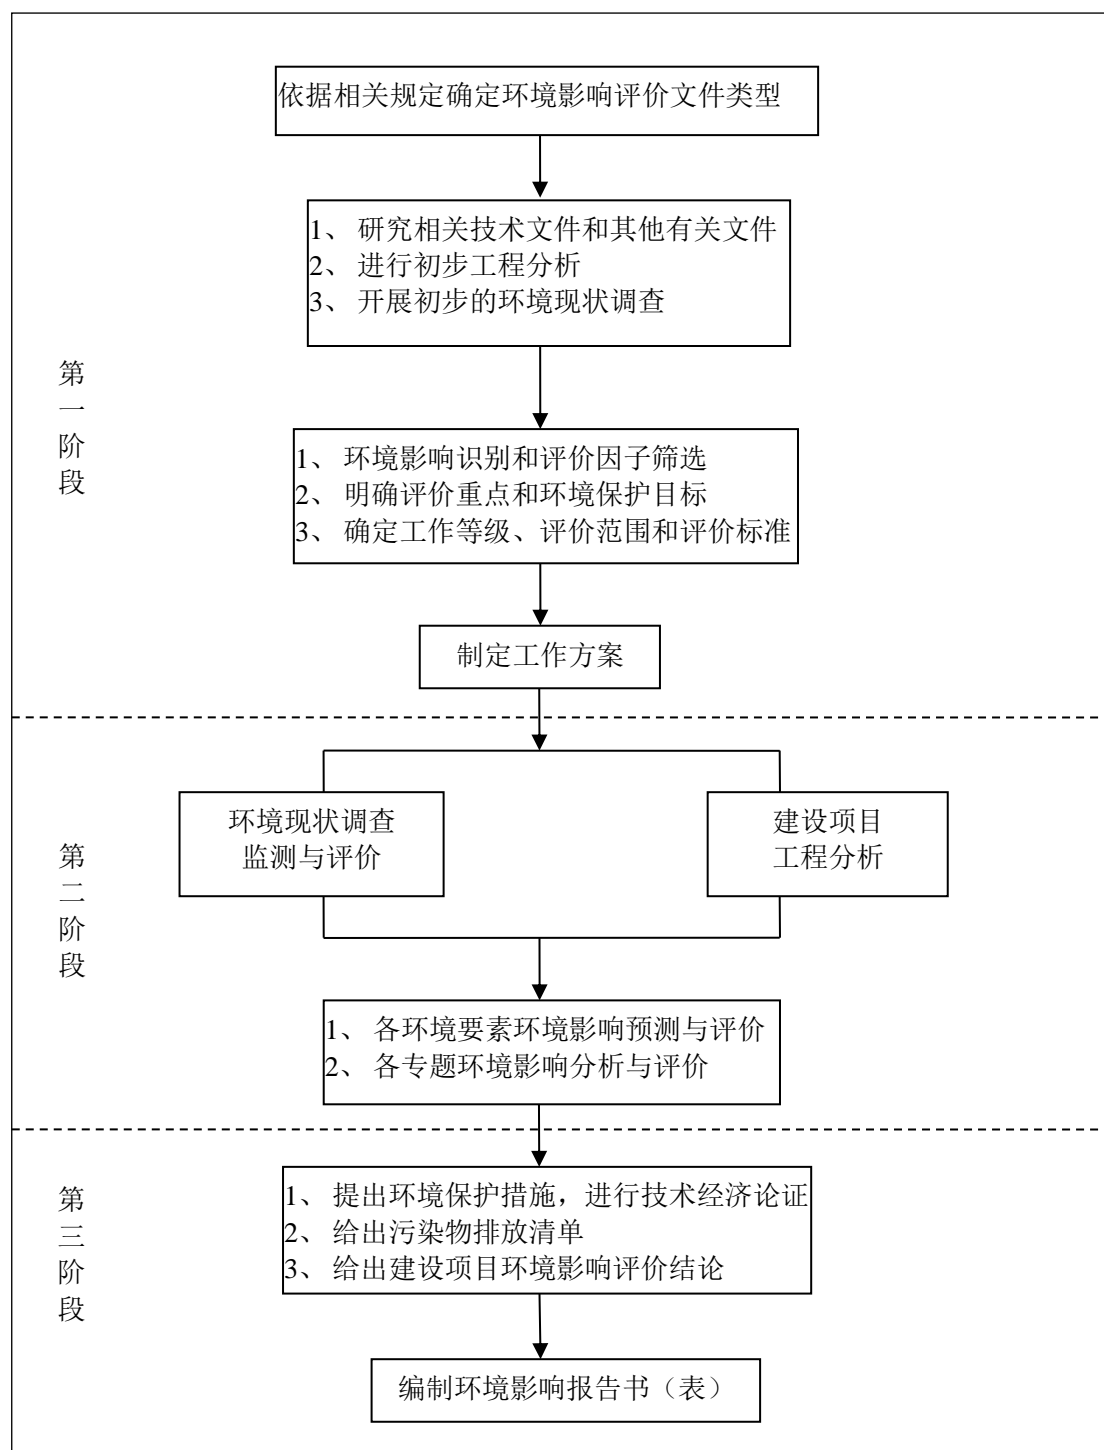 依据相关规定确定环境影响评价文件类型
1、 研究相关技术文件和其他有关文件
2、 进行初步工程分析
3、 开展初步的环境现状调查
第
一
阶
段
1、 环境影响识别和评价因子筛选
2、 明确评价重点和环境保护目标
3、 确定工作等级、评价范围和评价标准
制定工作方案
环境现状调查
监测与评价
建设项目
工程分析
第
二
阶
段
1、 各环境要素环境影响预测与评价
2、 各专题环境影响分析与评价
第
三
阶
段
1、 提出环境保护措施，进行技术经济论证
2、 给出污染物排放清单
3、 给出建设项目环境影响评价结论
编制环境影响报告书（表）